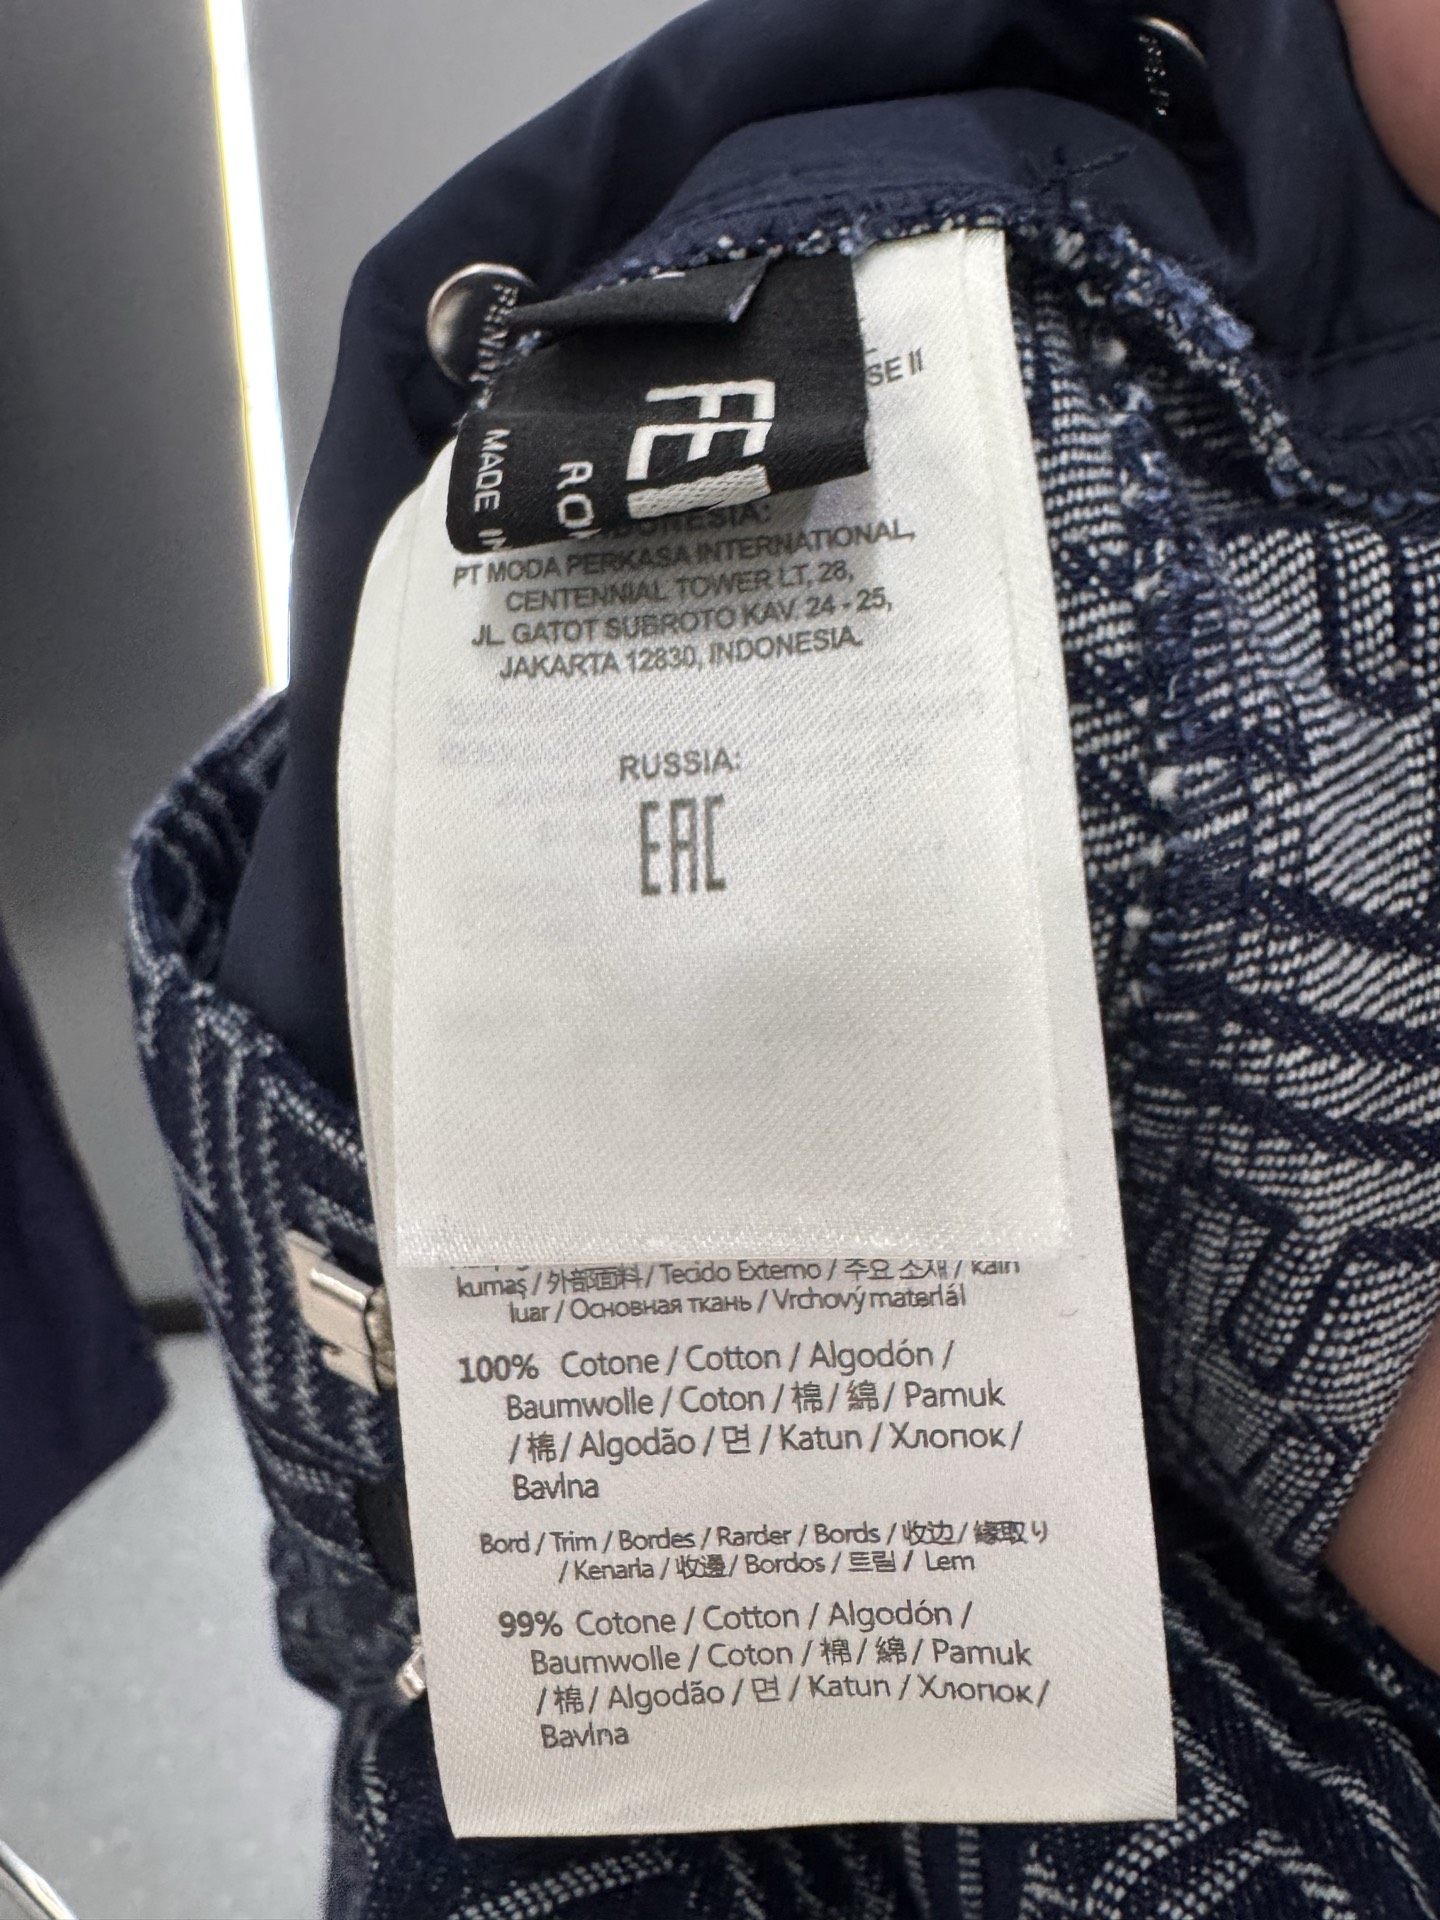 FE
RO
MADE IN
SE II
INDONESIA:
PT MODA PERKASA INTERNATIONAL,
CENTENNIAL TOWER LT, 28,
JL. GATOT SUBROTO KAV. 24 - 25,
JAKARTA 12830, INDONESIA.
RUSSIA:
EAC
kumaş / 外部面料 / Tecido Externo / 주요 소재 / kain
luar / Основная ткань / Vrchový materlál
100% Cotone / Cotton / Algodón /
Baumwolle / Coton / 棉 / 綿 / Pamuk
/ 棉 / Algodão / 면 / Katun / Хлопок /
Bavlna
Bord / Trim / Bordes / Rarder / Bords / 收边 / 緣取り
/ Kenarla / 收邊 / Bordos / 트림 / Lem
99% Cotone / Cotton / Algodón /
Baumwolle / Coton / 棉 / 綿 / Pamuk
/ 棉 / Algodão / 면 / Katun / Хлопок /
Bavlna